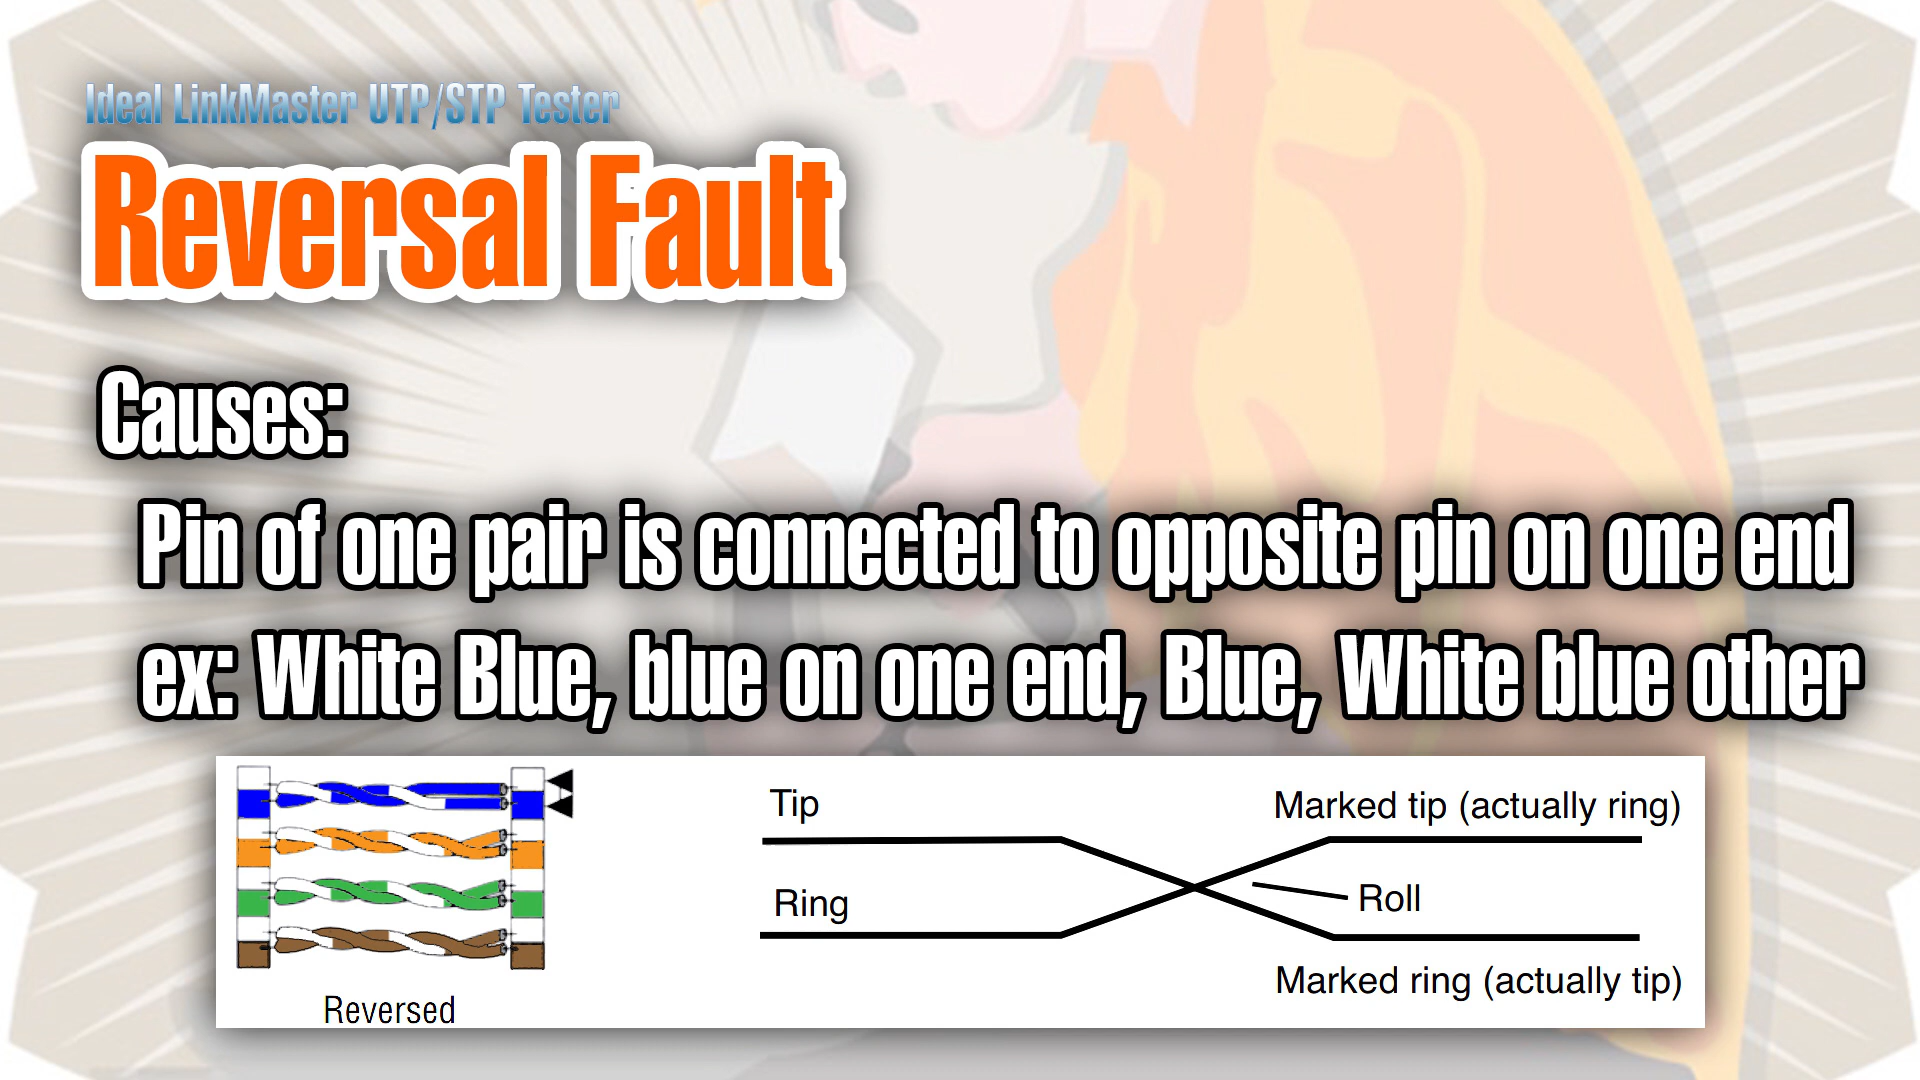 Ideal LinkMaster UTP/STP Tester
Reversal Fault
Causes:
Pin of one pair is connected to opposite pin on one end
ex: White Blue, blue on one end, Blue, White blue other
Tip
Marked tip (actually ring)
Ring
Roll
Marked ring (actually tip)
Reversed